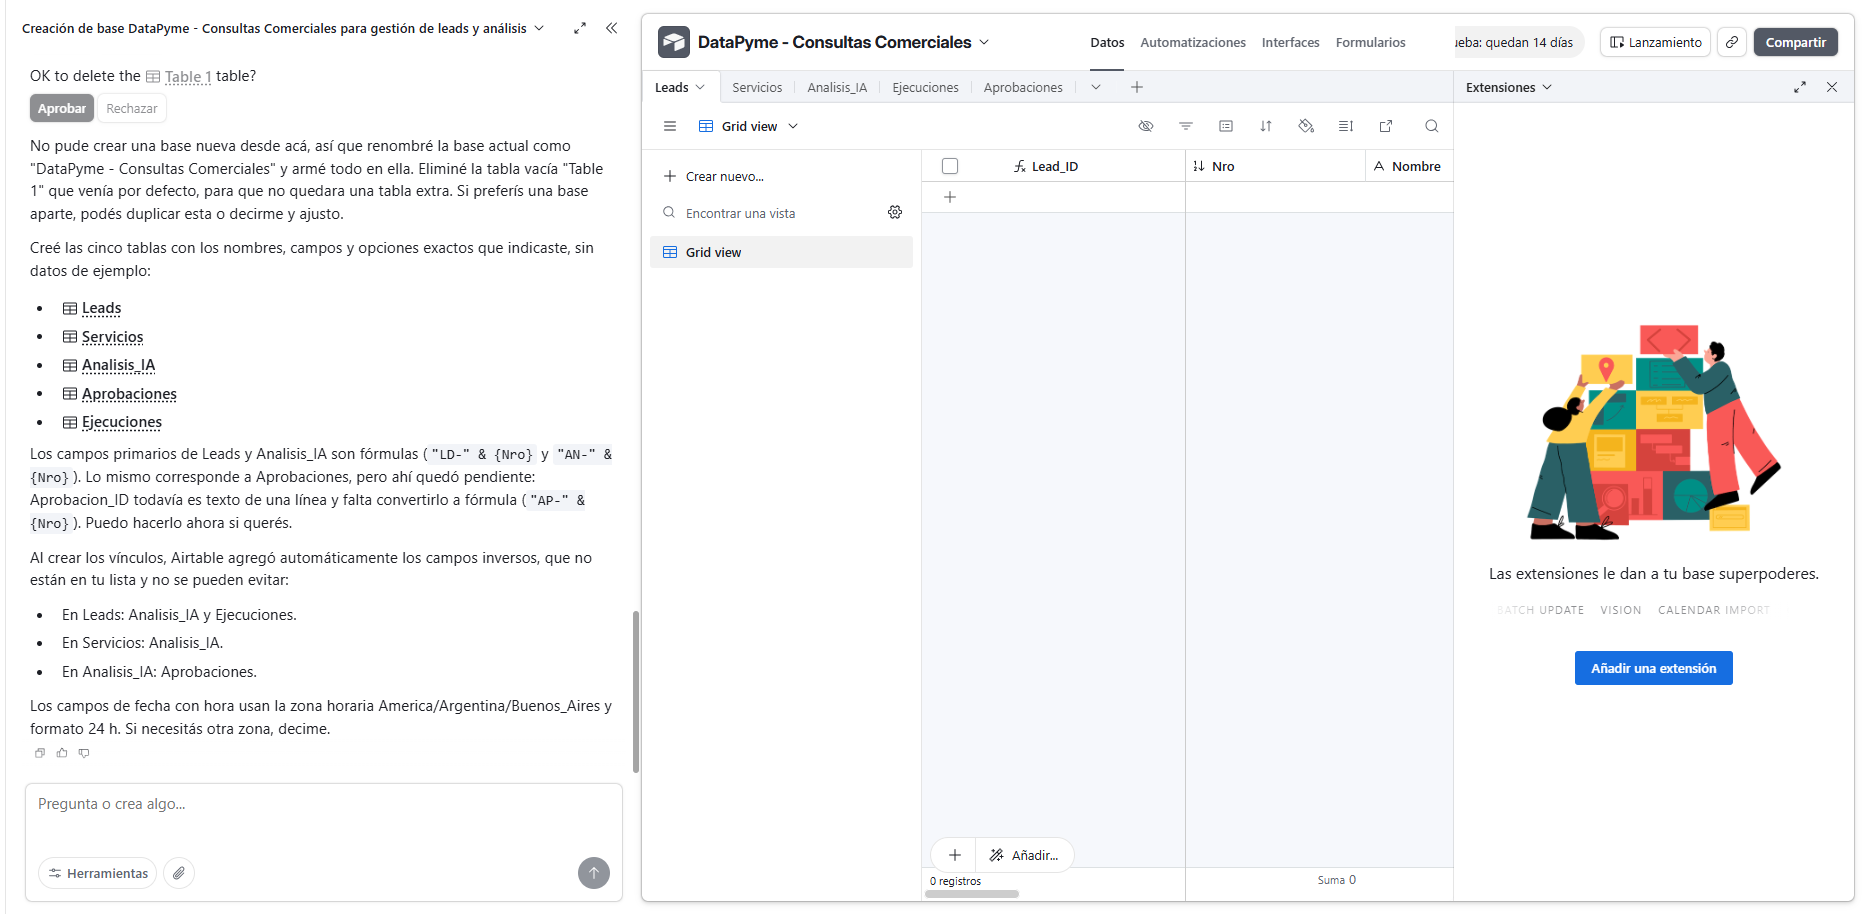 Creación de base DataPyme - Consultas Comerciales para gestión de leads y análisis
OK to delete the Table 1 table?
Aprobar Rechazar
No pude crear una base nueva desde acá, así que renombré la base actual como
"DataPyme - Consultas Comerciales" y armé todo en ella. Eliminé la tabla vacía "Table
1" que venía por defecto, para que no quedara una tabla extra. Si preferís una base
aparte, podés duplicar esta o decirme y ajusto.
Creé las cinco tablas con los nombres, campos y opciones exactos que indicaste, sin
datos de ejemplo:
• Leads
• Servicios
• Analisis_IA
• Aprobaciones
• Ejecuciones
Los campos primarios de Leads y Analisis_IA son fórmulas ( "LD-" & {Nro} y "AN-" &
{Nro} ). Lo mismo corresponde a Aprobaciones, pero ahí quedó pendiente:
Aprobacion_ID todavía es texto de una línea y falta convertirlo a fórmula ( "AP-" &
{Nro} ). Puedo hacerlo ahora si querés.
Al crear los vínculos, Airtable agregó automáticamente los campos inversos, que no
están en tu lista y no se pueden evitar:
• En Leads: Analisis_IA y Ejecuciones.
• En Servicios: Analisis_IA.
• En Analisis_IA: Aprobaciones.
Los campos de fecha con hora usan la zona horaria America/Argentina/Buenos_Aires y
formato 24 h. Si necesitás otra zona, decime.
Pregunta o crea algo...
Herramientas
DataPyme - Consultas Comerciales
Datos Automatizaciones Interfaces Formularios
ueba: quedan 14 días
Lanzamiento
Compartir
Leads Servicios Analisis_IA Ejecuciones Aprobaciones
Grid view
Crear nuevo...
Encontrar una vista
Grid view
Lead_ID Nro Nombre
Añadir...
0 registros
Suma 0
Extensiones
Las extensiones le dan a tu base superpoderes.
BATCH UPDATE VISION CALENDAR IMPORT
Añadir una extensión